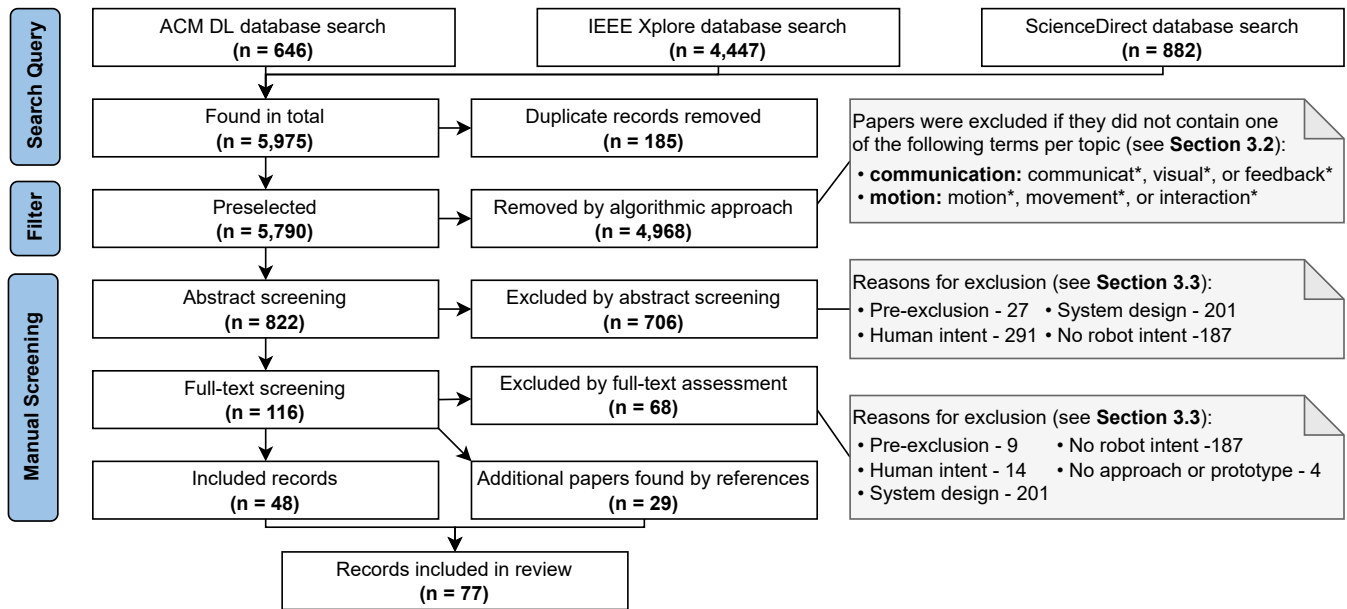 Search Query
ACM DL database search
(n = 646)
IEEE Xplore database search
(n = 4,447)
ScienceDirect database search
(n = 882)
Found in total
(n = 5,975)
Duplicate records removed
(n = 185)
Papers were excluded if they did not contain one
of the following terms per topic (see Section 3.2):
• communication: communicat*, visual*, or feedback*
• motion: motion*, movement*, or interaction*
Filter
Preselected
(n = 5,790)
Removed by algorithmic approach
(n = 4,968)
Manual Screening
Abstract screening
(n = 822)
Excluded by abstract screening
(n = 706)
Reasons for exclusion (see Section 3.3):
• Pre-exclusion - 27 • System design - 201
• Human intent - 291 • No robot intent -187
Full-text screening
(n = 116)
Excluded by full-text assessment
(n = 68)
Reasons for exclusion (see Section 3.3):
• Pre-exclusion - 9 • No robot intent -187
• Human intent - 14 • No approach or prototype - 4
• System design - 201
Included records
(n = 48)
Additional papers found by references
(n = 29)
Records included in review
(n = 77)